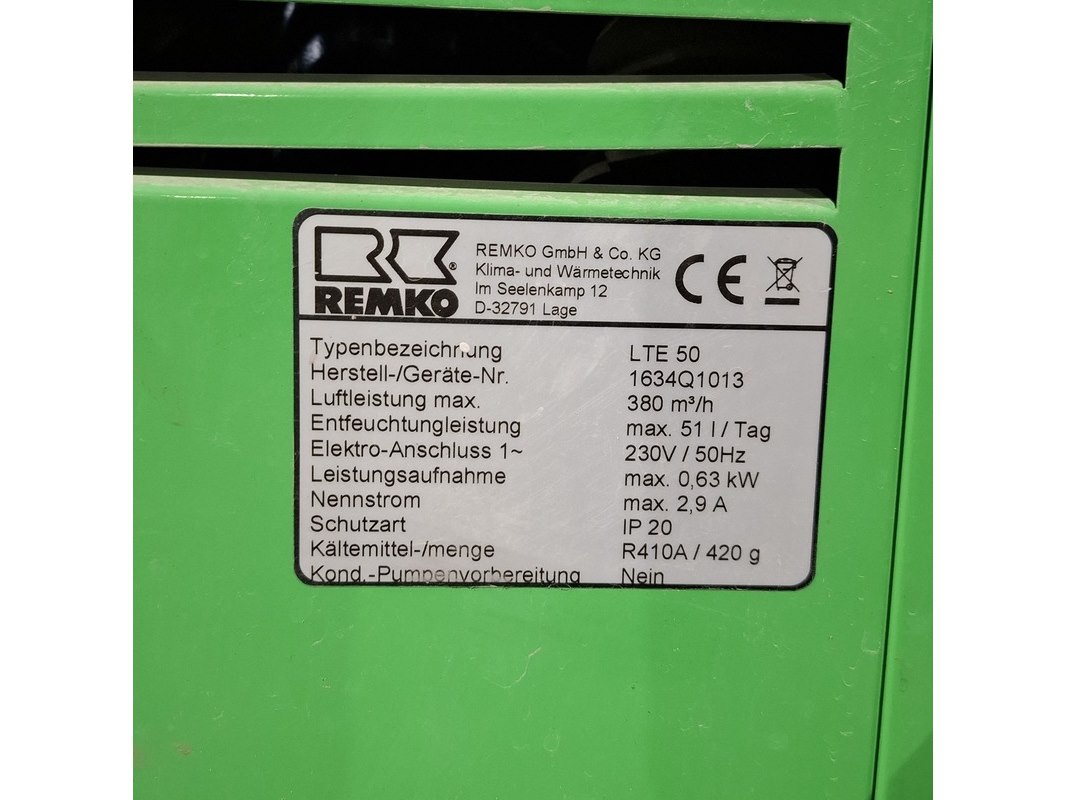 REMKO
REMKO GmbH & Co. KG
Klima- und Wärmetechnik
Im Seelenkamp 12
D-32791 Lage
CE
Typenbezeichnung LTE 50
Herstell-/Geräte-Nr. 1634Q1013
Luftleistung max. 380 m³/h
Entfeuchtungleistung max. 51 l / Tag
Elektro-Anschluss 1~ 230V / 50Hz
Leistungsaufnahme max. 0,63 kW
Nennstrom max. 2,9 A
Schutzart IP 20
Kältemittel-/menge R410A / 420 g
Kond.-Pumpenvorbereitung Nein